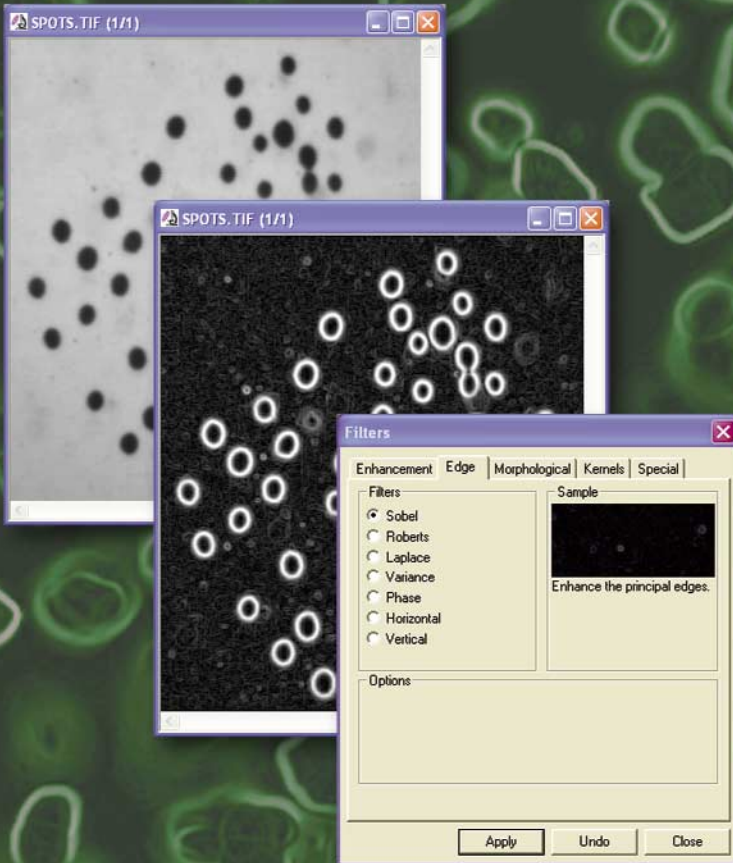 SPOTS.TIF (1/1)
SPOTS.TIF (1/1)
Filters
Enhancement Edge Morphological Kernels Special
Filters
Sobel
Roberts
Laplace
Variance
Phase
Horizontal
Vertical
Sample
Enhance the principal edges.
Options
Apply Undo Close